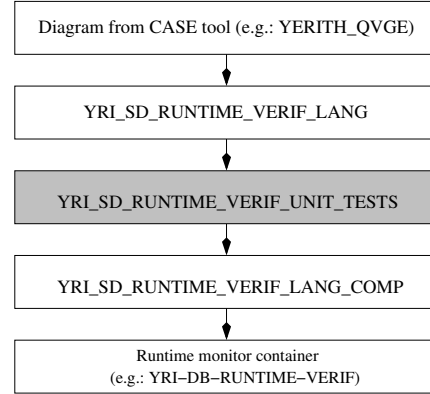 Diagram from CASE tool (e.g.: YERITH_QVGE)
YRI_SD_RUNTIME_VERIF_LANG
YRI_SD_RUNTIME_VERIF_UNIT_TESTS
YRI_SD_RUNTIME_VERIF_LANG_COMP
Runtime monitor container
(e.g.: YRI−DB−RUNTIME−VERIF)